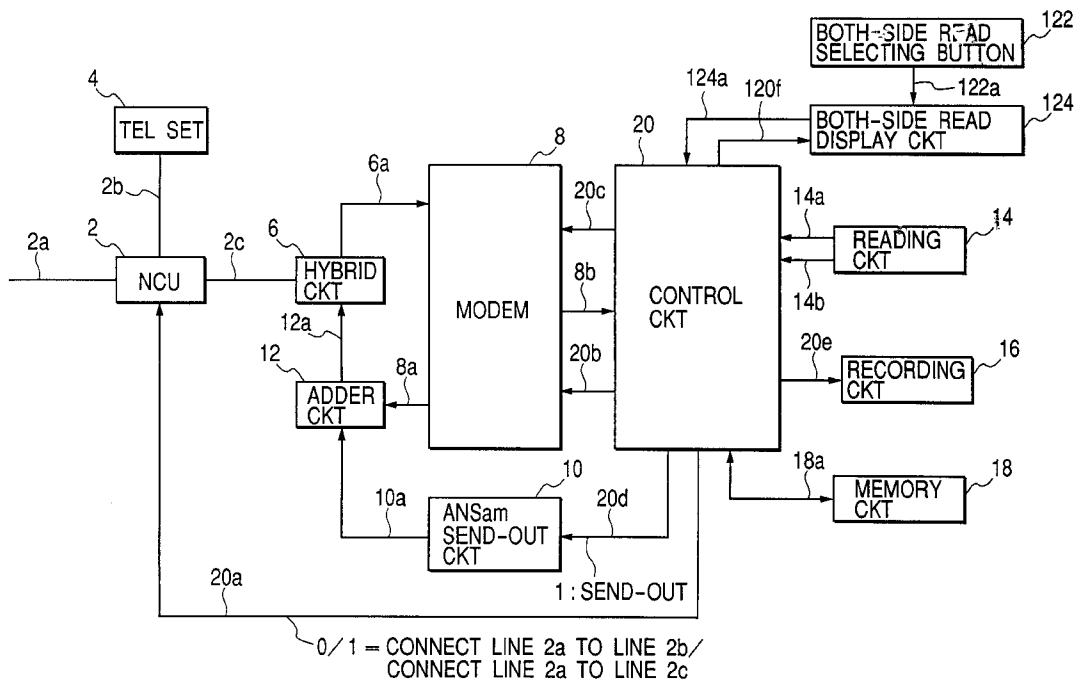 BOTH-SIDE READ
SELECTING BUTTON
122
122a
124a
120f
BOTH-SIDE READ
DISPLAY CKT
124
4
TEL SET
2b
2a
2
NCU
2c
6
HYBRID
CKT
6a
8
MODEM
20c
8b
20b
20
CONTROL
CKT
14a
14b
READING
CKT
14
12a
12
ADDER
CKT
8a
20e
RECORDING
CKT
16
18a
MEMORY
CKT
18
10a
10
ANSam
SEND-OUT
CKT
20d
1 : SEND-OUT
20a
0/1 = CONNECT LINE 2a TO LINE 2b/
CONNECT LINE 2a TO LINE 2c